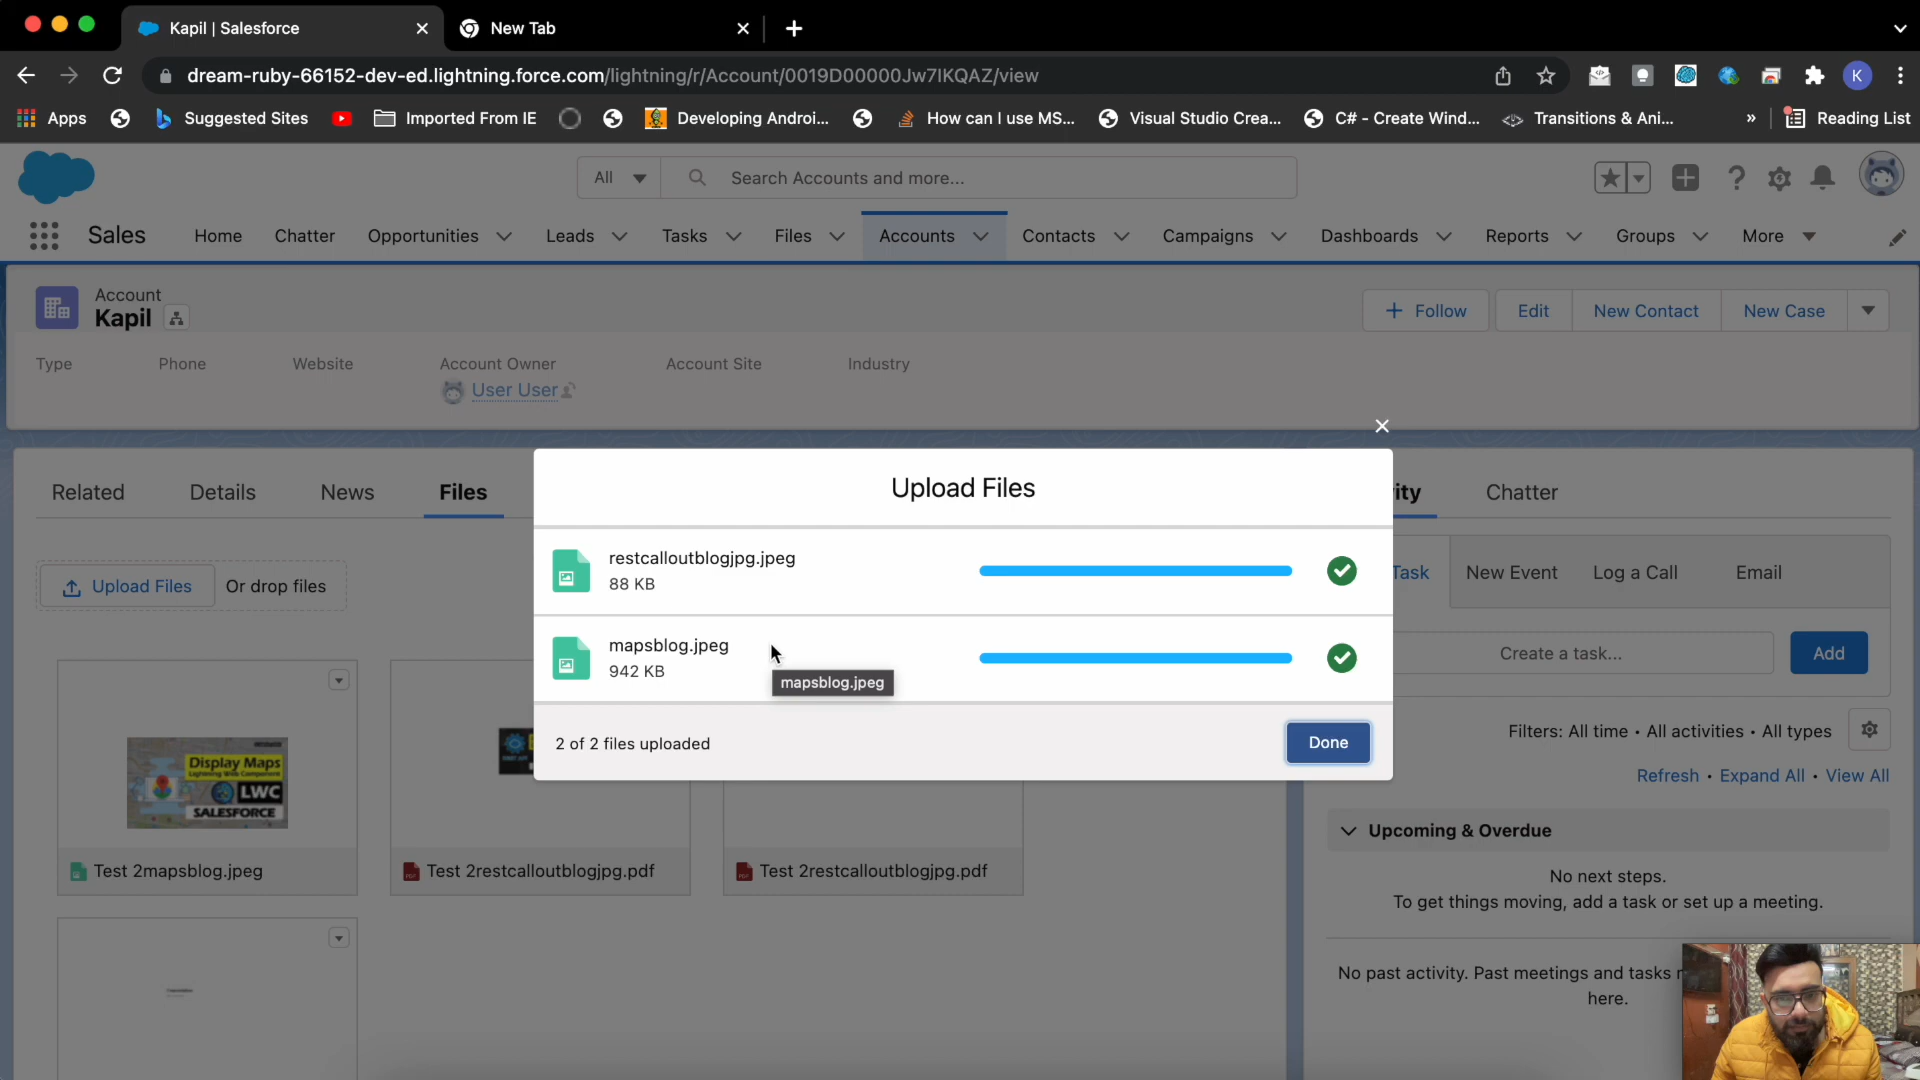 Kapil | Salesforce
New Tab
dream-ruby-66152-dev-ed.lightning.force.com/lightning/r/Account/0019D00000Jw7IKQAZ/view
K
Apps
Suggested Sites
Imported From IE
Developing Androi...
How can I use MS...
Visual Studio Crea...
C# - Create Wind...
Transitions & Ani...
»
Reading List
All
Search Accounts and more...
Sales
Home
Chatter
Opportunities
Leads
Tasks
Files
Accounts
Contacts
Campaigns
Dashboards
Reports
Groups
More
Account
Kapil
Follow
Edit
New Contact
New Case
Type
Phone
Website
Account Owner
Account Site
Industry
User User
Related
Details
News
Files
Upload Files
Or drop files
Upload Files
restcalloutblogjpg.jpeg
88 KB
mapsblog.jpeg
942 KB
mapsblog.jpeg
2 of 2 files uploaded
Done
Display Maps
Lightning Web Component
LWC
SALESFORCE
Test 2mapsblog.jpeg
Test 2restcalloutblogjpg.pdf
Test 2restcalloutblogjpg.pdf
ity
Chatter
Task
New Event
Log a Call
Email
Create a task...
Add
Filters: All time • All activities • All types
Refresh • Expand All • View All
Upcoming & Overdue
No next steps.
To get things moving, add a task or set up a meeting.
No past activity. Past meetings and tasks
here.